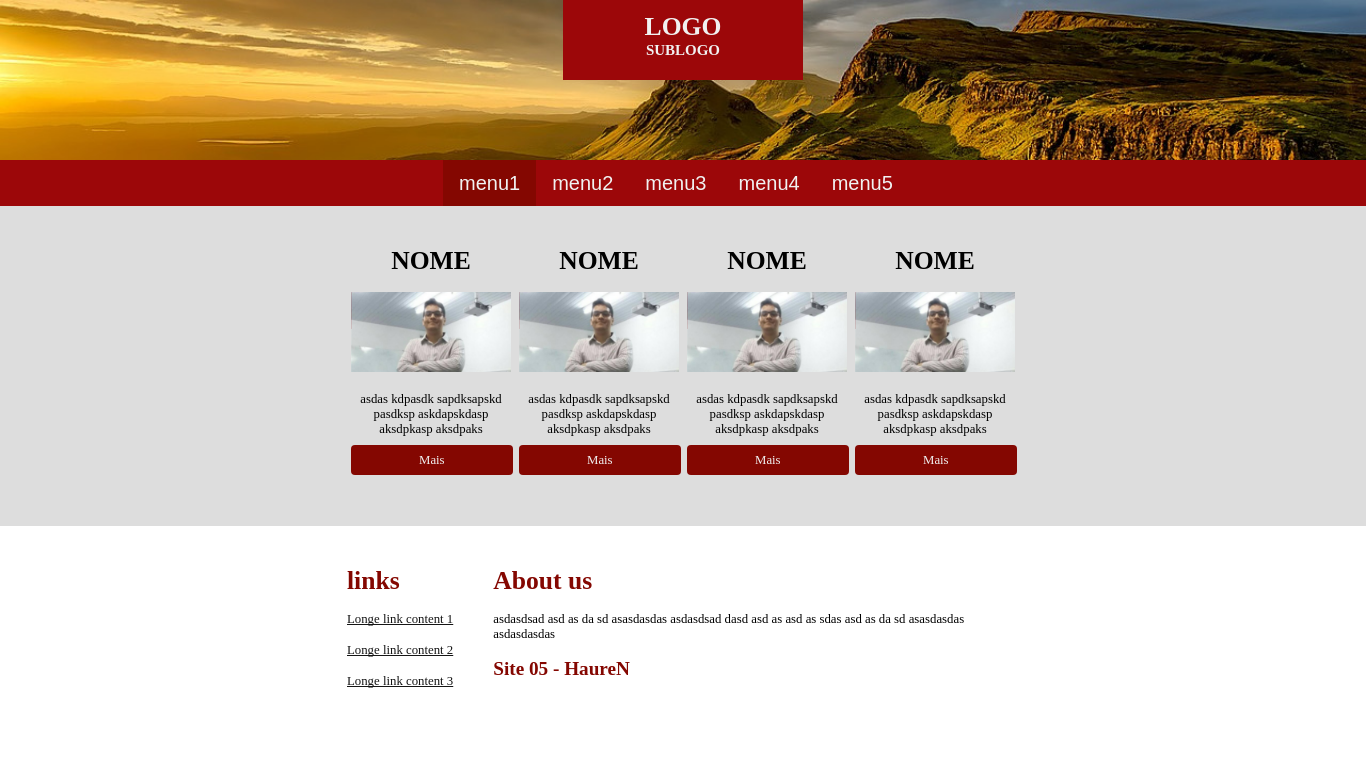 LOGO
SUBLOGO
menu1 menu2 menu3 menu4 menu5
NOME NOME NOME NOME
asdas kdpasdk sapdksapskd
pasdksp askdapskdasp
aksdpkasp aksdpaks
Mais
asdas kdpasdk sapdksapskd
pasdksp askdapskdasp
aksdpkasp aksdpaks
Mais
asdas kdpasdk sapdksapskd
pasdksp askdapskdasp
aksdpkasp aksdpaks
Mais
asdas kdpasdk sapdksapskd
pasdksp askdapskdasp
aksdpkasp aksdpaks
Mais
links
Longe link content 1
Longe link content 2
Longe link content 3
About us
asdasdsad asd as da sd asasdasdas asdasdsad dasd asd as asd as sdas asd as da sd asasdasdas
asdasdasdas
Site 05 - HaureN